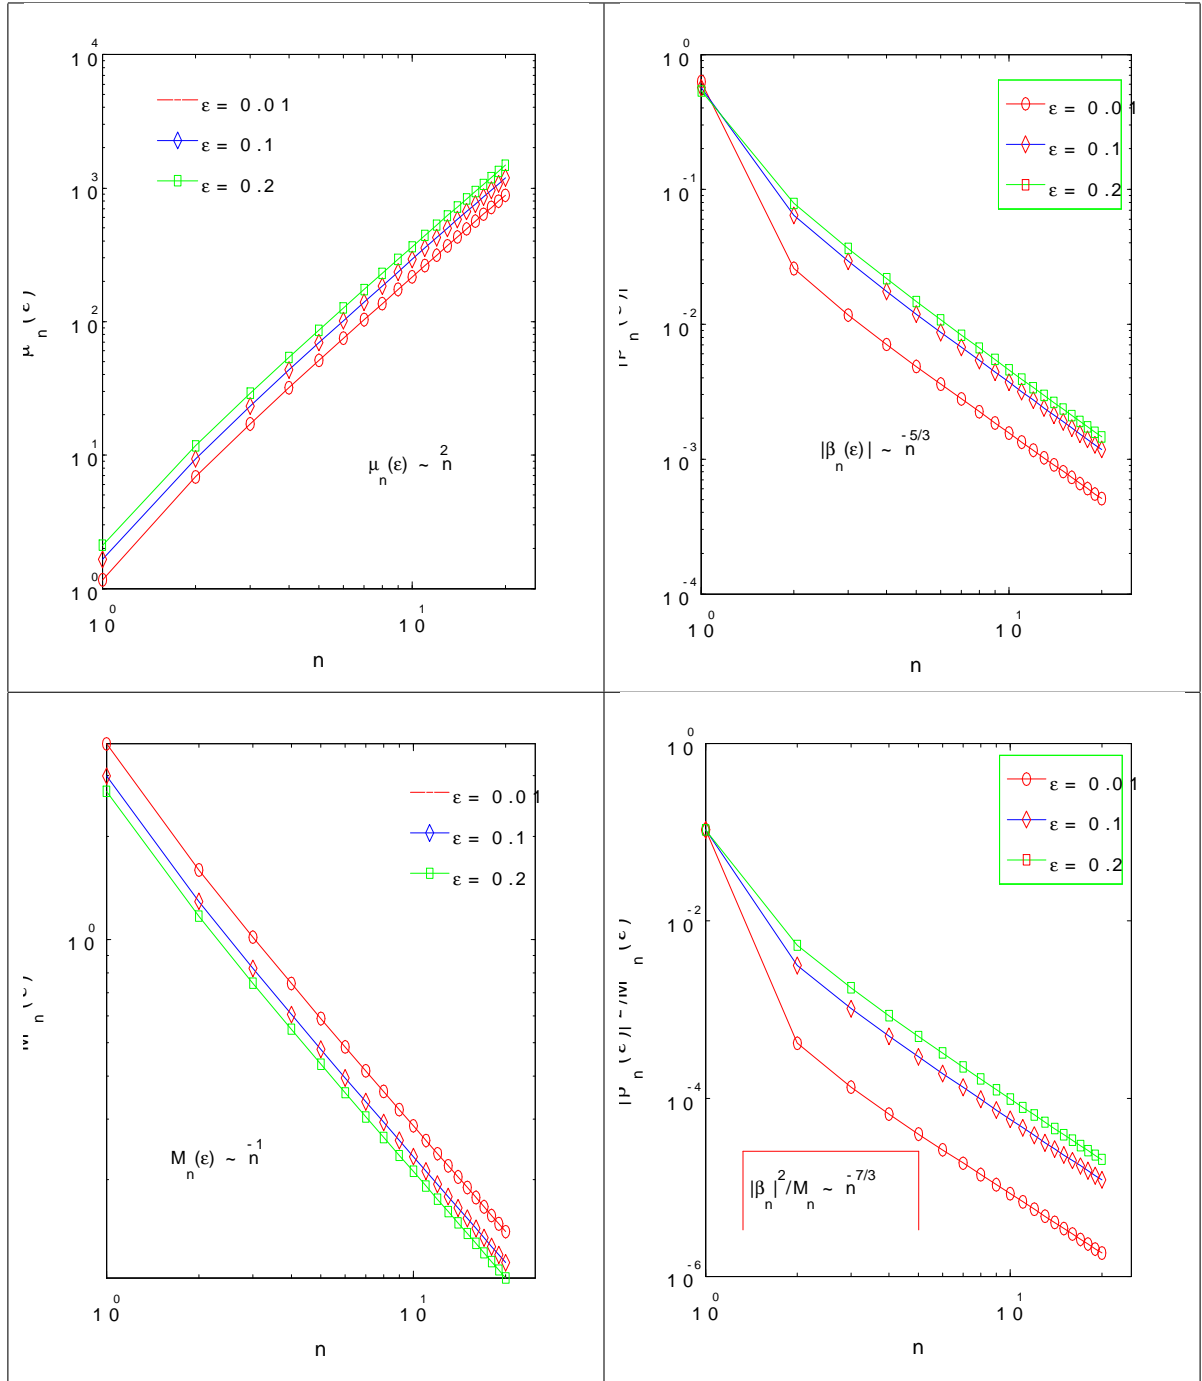 10^4
10^3
10^2
10^1
10^0
μ_n(ε)
ε = 0.01
ε = 0.1
ε = 0.2
μ_n(ε) ~ n^2
10^0 10^1
n
10^0
10^-1
10^-2
10^-3
10^-4
ε = 0.01
ε = 0.1
ε = 0.2
|β_n(ε)| ~ n^-5/3
10^0 10^1
n
10^0
M_n(ε)
ε = 0.01
ε = 0.1
ε = 0.2
M_n(ε) ~ n^-1
10^0 10^1
n
10^0
10^-2
10^-4
10^-6
ε = 0.01
ε = 0.1
ε = 0.2
|β_n|^2/M_n ~ n^-7/3
10^0 10^1
n